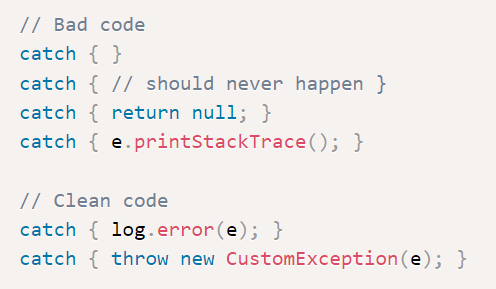 // Bad code
catch { }
catch { // should never happen }
catch { return null; }
catch { e.printStackTrace(); }
// Clean code
catch { log.error(e); }
catch { throw new CustomException(e); }